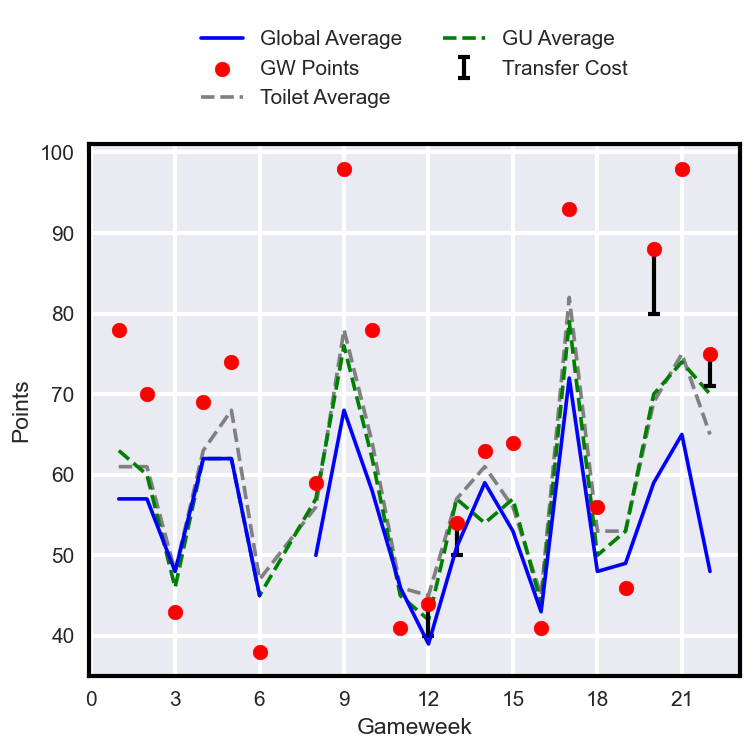 Global Average
GW Points
Toilet Average
GU Average
Transfer Cost
100
90
80
70
60
50
40
Points
0 3 6 9 12 15 18 21
Gameweek